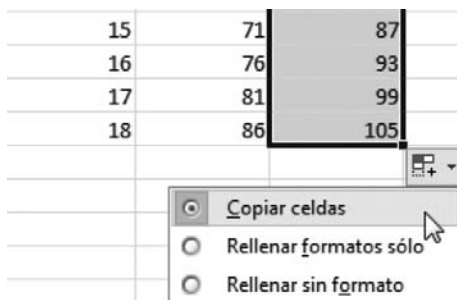 15 71 87
16 76 93
17 81 99
18 86 105
Copiar celdas
Rellenar formatos sólo
Rellenar sin formato